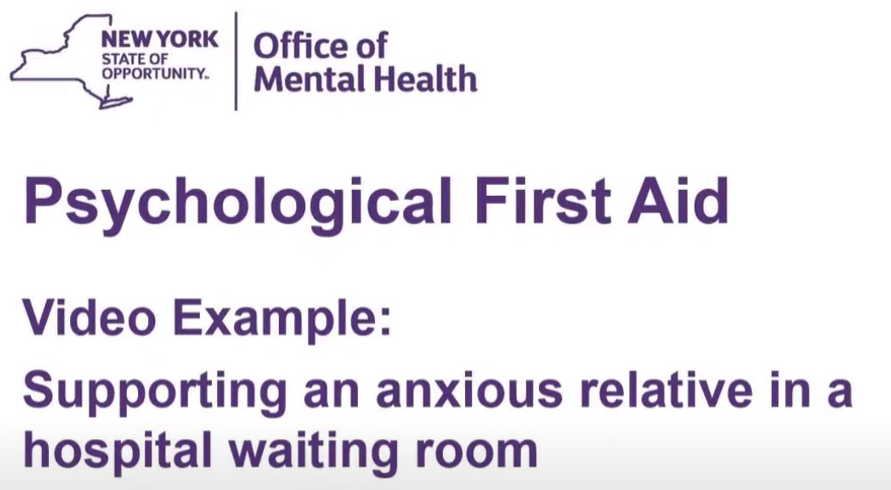 NEW YORK
STATE OF
OPPORTUNITY™
Office of
Mental Health
Psychological First Aid
Video Example:
Supporting an anxious relative in a
hospital waiting room